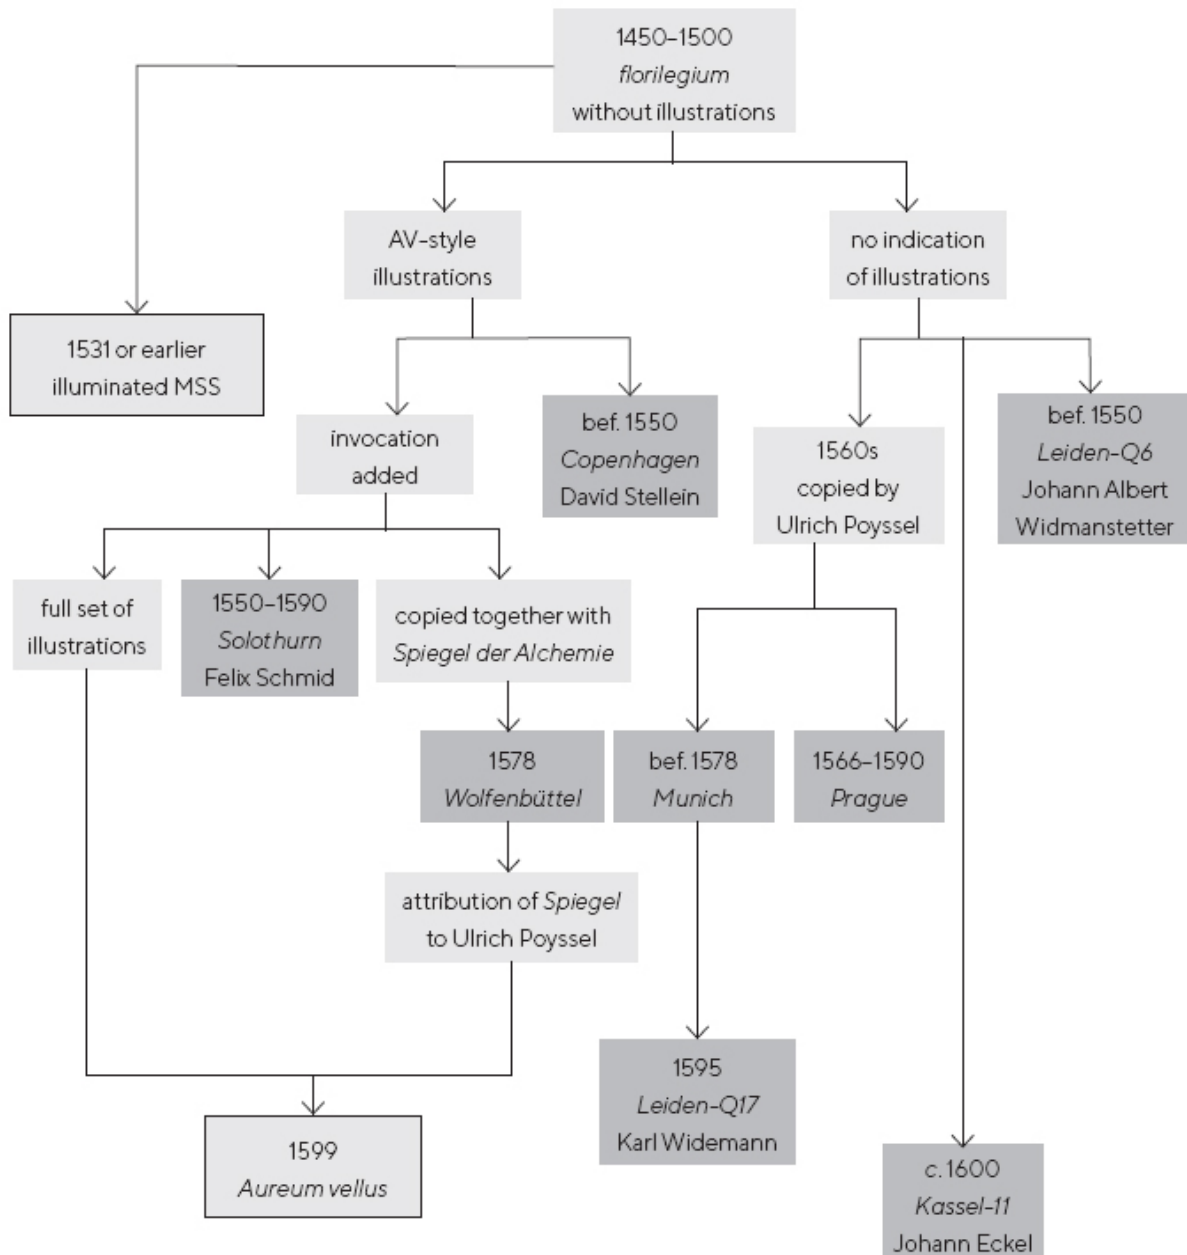 1450–1500
florilegium
without illustrations
AV-style
illustrations
no indication
of illustrations
1531 or earlier
illuminated MSS
invocation
added
bef. 1550
Copenhagen
David Stellein
1560s
copied by
Ulrich Poyssel
bef. 1550
Leiden-Q6
Johann Albert
Widmanstetter
full set of
illustrations
1550–1590
Solothurn
Felix Schmid
copied together with
Spiegel der Alchemie
1578
Wolfenbüttel
bef. 1578
Munich
1566–1590
Prague
attribution of Spiegel
to Ulrich Poyssel
1595
Leiden-Q17
Karl Widemann
1599
Aureum vellus
c. 1600
Kassel-11
Johann Eckel